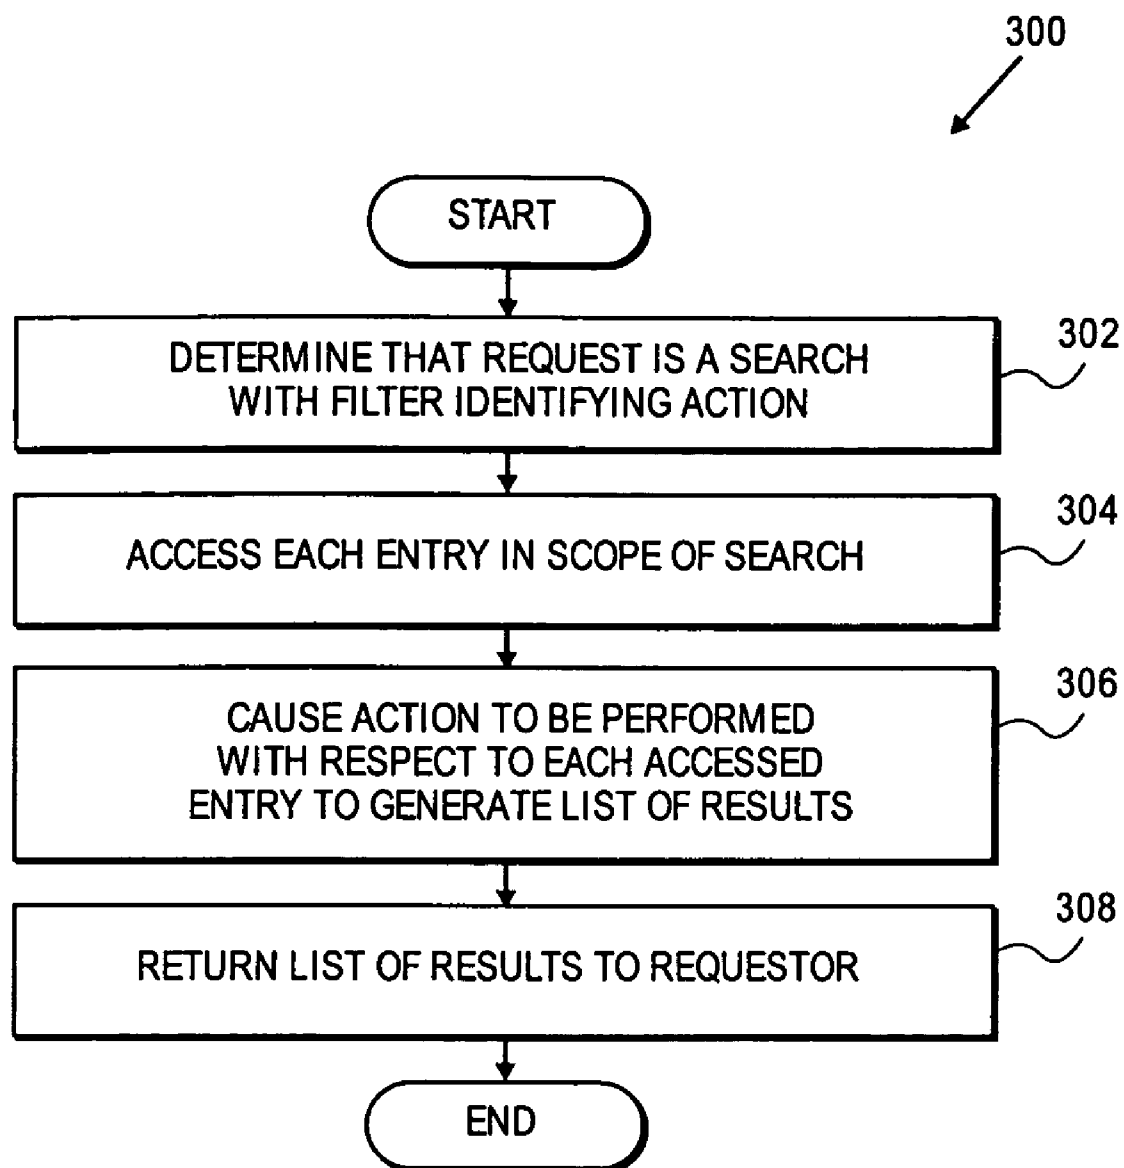 300
START
302
DETERMINE THAT REQUEST IS A SEARCH
WITH FILTER IDENTIFYING ACTION
304
ACCESS EACH ENTRY IN SCOPE OF SEARCH
306
CAUSE ACTION TO BE PERFORMED
WITH RESPECT TO EACH ACCESSED
ENTRY TO GENERATE LIST OF RESULTS
308
RETURN LIST OF RESULTS TO REQUESTOR
END